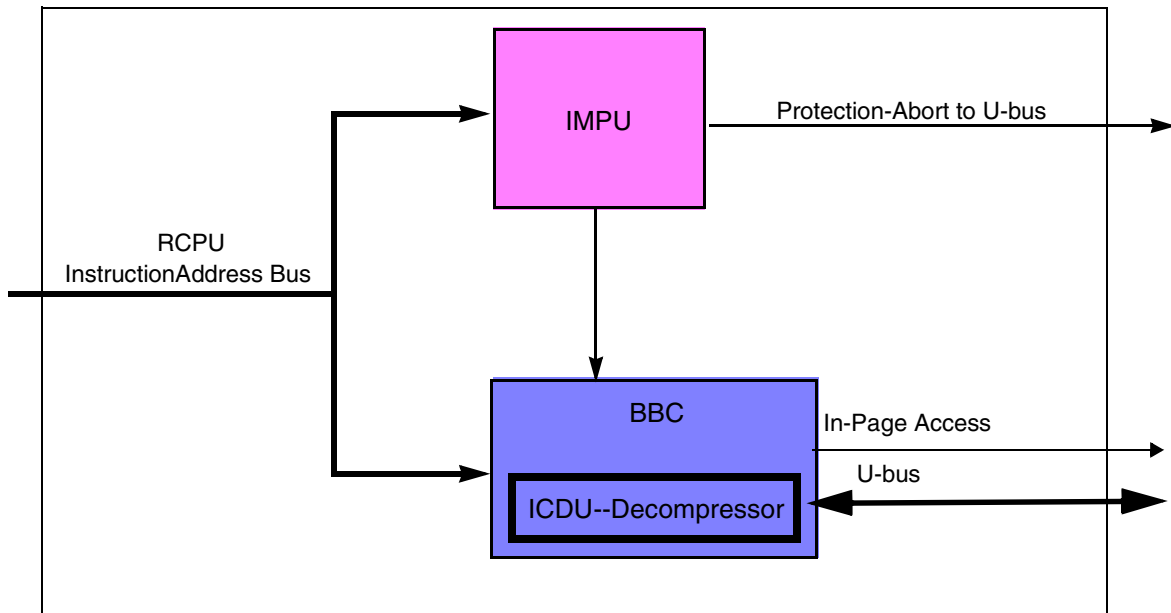 IMPU
Protection-Abort to U-bus
RCPU
InstructionAddress Bus
BBC
In-Page Access
U-bus
ICDU--Decompressor